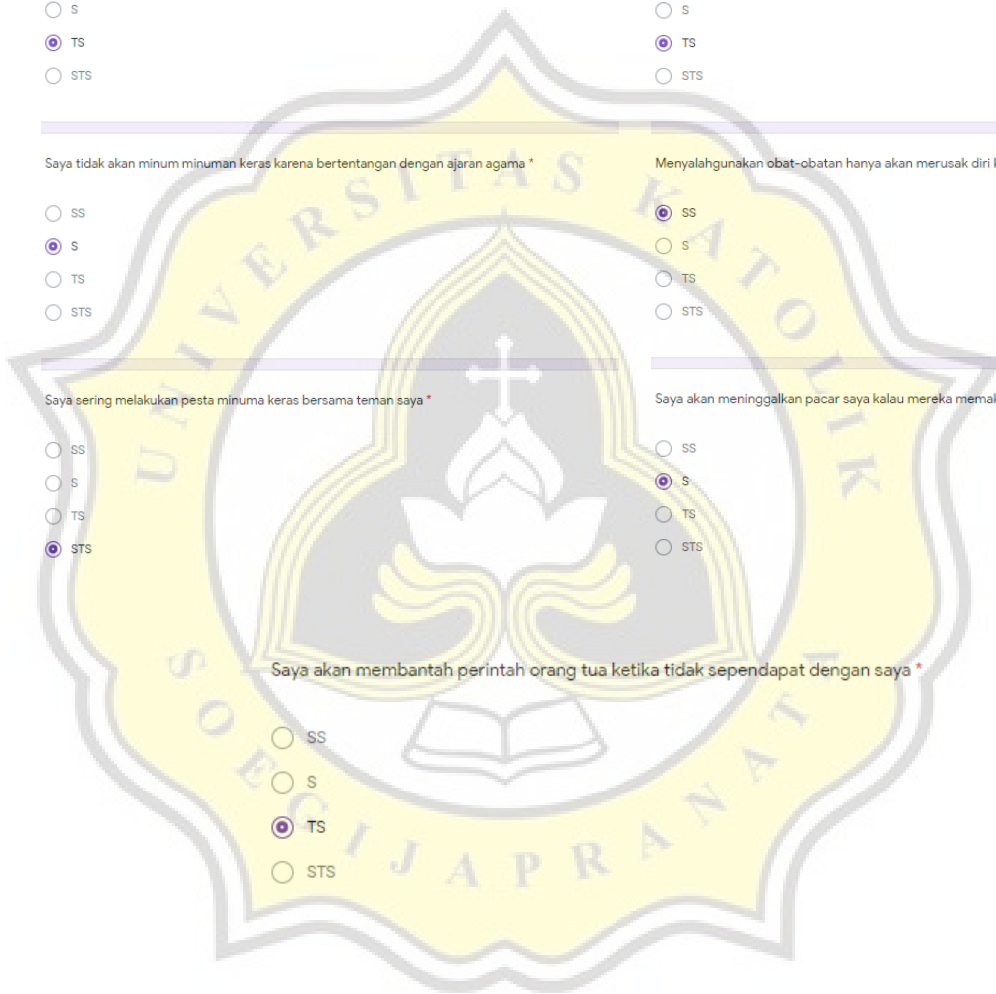 S
TS
STS
S
TS
STS
Saya tidak akan minum minuman keras karena bertentangan dengan ajaran agama *
SS
S
TS
STS
Menyalahgunakan obat-obatan hanya akan merusak diri
SS
S
TS
STS
Saya sering melakukan pesta minuma keras bersama teman saya *
SS
S
TS
STS
Saya akan meninggalkan pacar saya kalau mereka
SS
S
TS
STS
Saya akan membantah perintah orang tua ketika tidak sependapat dengan saya *
SS
S
TS
STS
UNIVERSITAS KATOLIK
SOEGIJAPRANATA